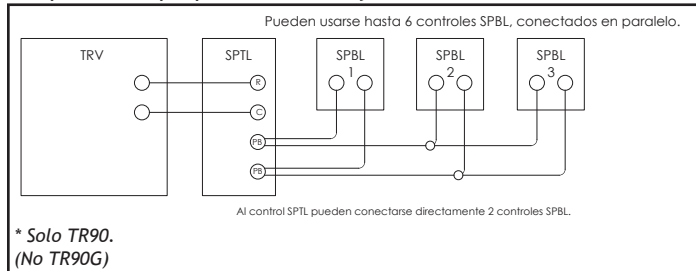 Pueden usarse hasta 6 controles SPBL, conectados en paralelo.
TRV
SPTL
SPBL
1
SPBL
2
SPBL
3
R
C
PB
PB
Al control SPTL pueden conectarse directamente 2 controles SPBL.
* Solo TR90.
(No TR90G)